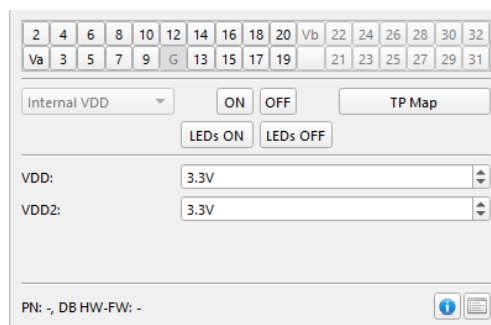 2 4 6 8 10 12 14 16 18 20 Vb 22 24 26 28 30 32
Va 3 5 7 9 G 13 15 17 19 21 23 25 27 29 31
Internal VDD ON OFF TP Map
LEDs ON LEDs OFF
VDD: 3.3V
VDD2: 3.3V
PN: -, DB HW-FW: -